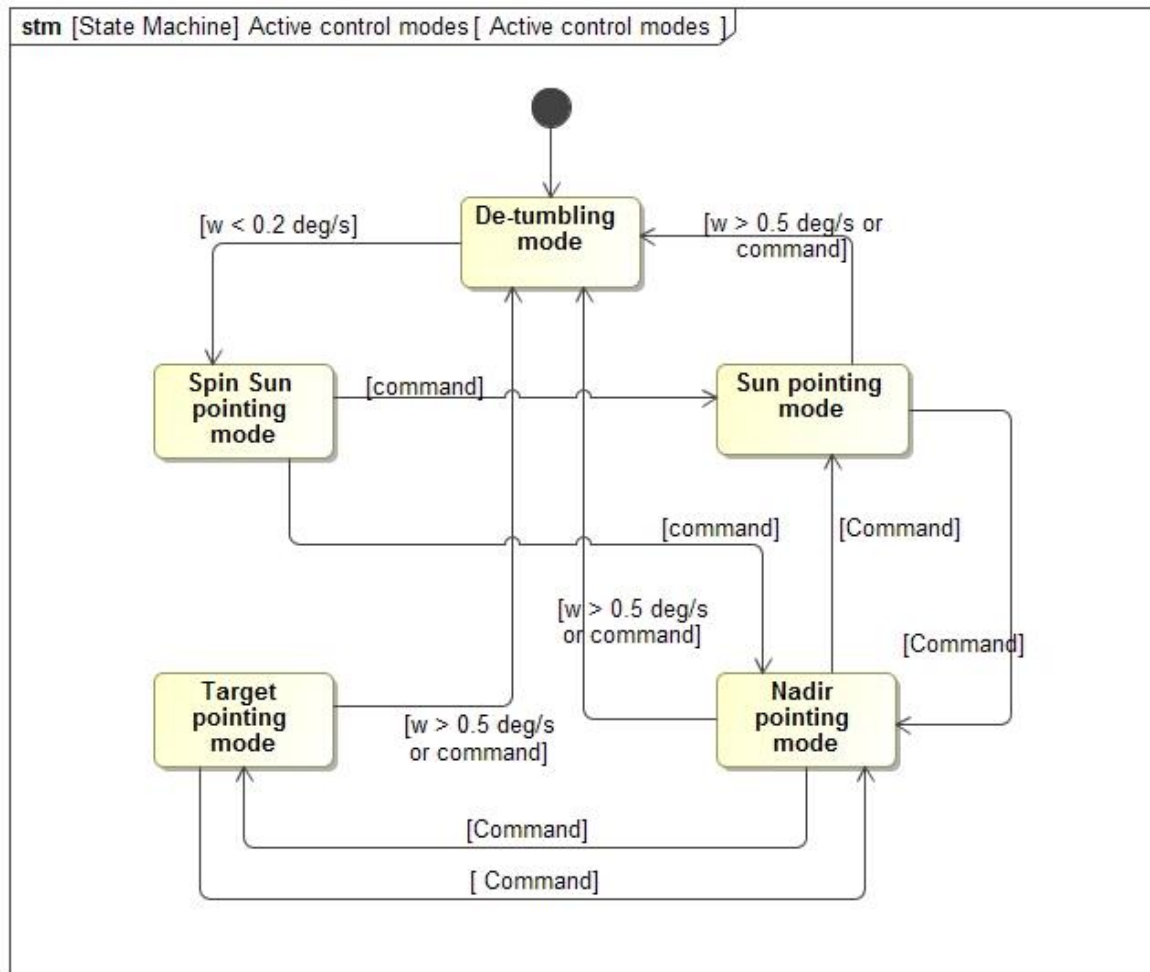 stm [State Machine] Active control modes [ Active control modes ]
De-tumbling
mode
[w < 0.2 deg/s]
[w > 0.5 deg/s or
command]
Spin Sun
pointing
mode
[command]
Sun pointing
mode
[command]
[Command]
[w > 0.5 deg/s
or command]
[Command]
Target
pointing
mode
[w > 0.5 deg/s
or command]
Nadir
pointing
mode
[Command]
[ Command]